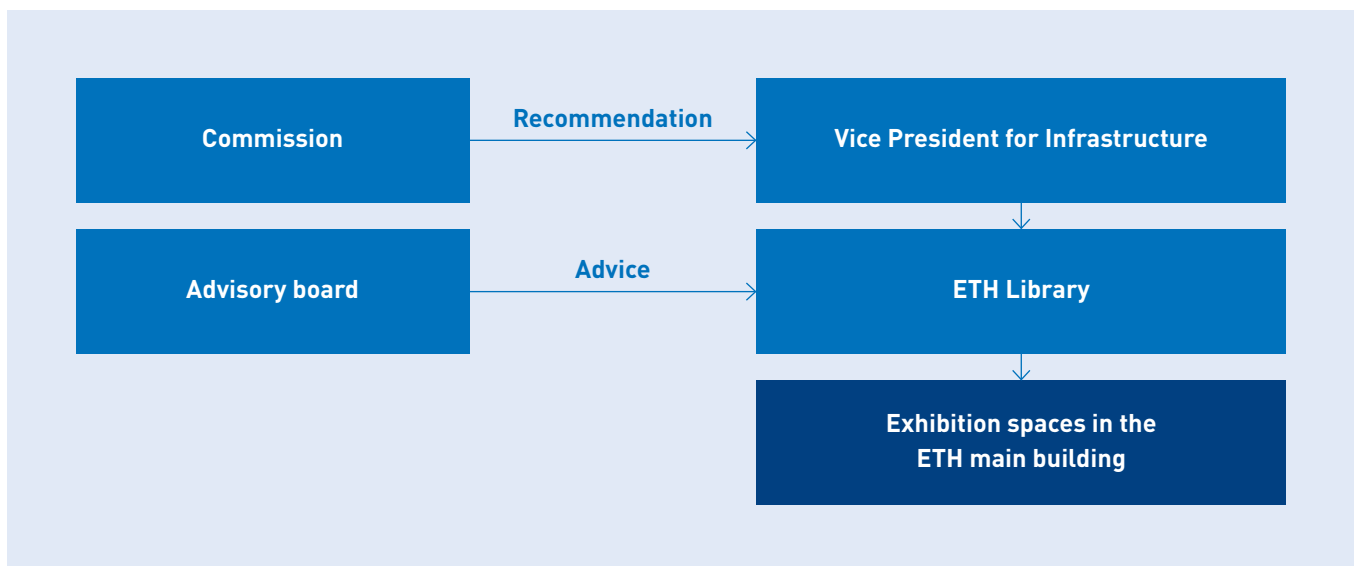 Commission
Recommendation
Vice President for Infrastructure
Advisory board
Advice
ETH Library
Exhibition spaces in the
ETH main building